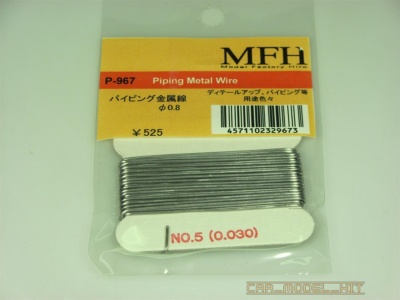 MFH
Model Factory Hiro
P-967 Piping Metal Wire
パイピング金属線
φ0.8
ディテールアップ、パイピング等
用途色々
¥525
4571102329673
NO.5 (0.030)
CAR_MODEL_KIT